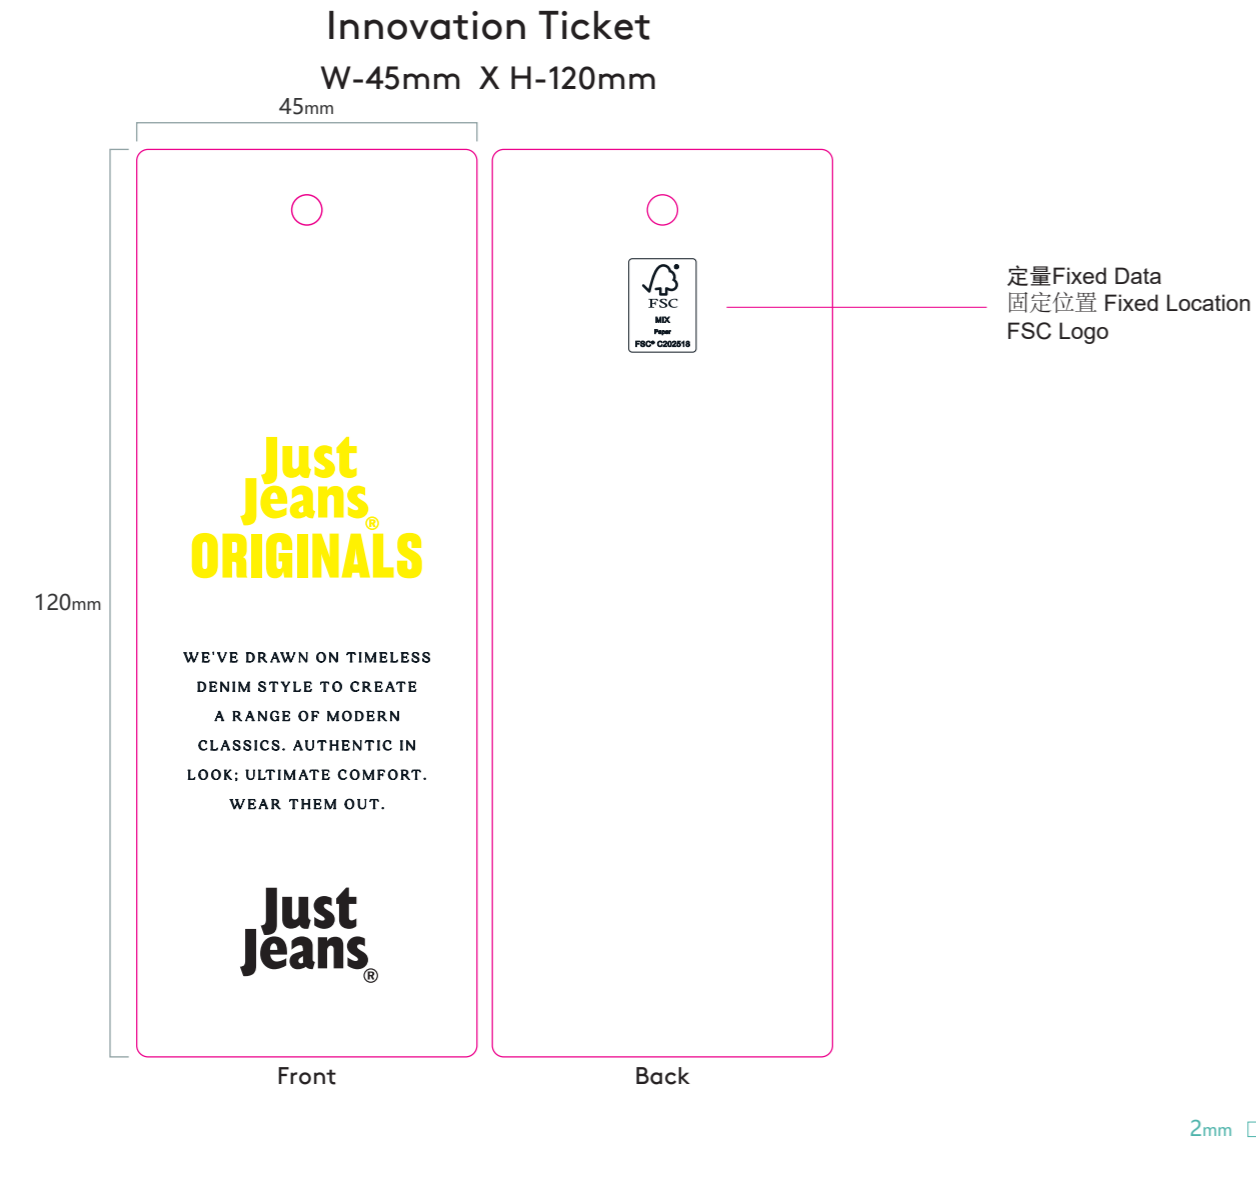 Innovation Ticket
W-45mm X H-120mm
45mm
定量Fixed Data
固定位置 Fixed Location
FSC Logo
FSC
MIX
Paper
FSC® C202518
Just
Jeans®
ORIGINALS
120mm
WE'VE DRAWN ON TIMELESS
DENIM STYLE TO CREATE
A RANGE OF MODERN
CLASSICS. AUTHENTIC IN
LOOK; ULTIMATE COMFORT.
WEAR THEM OUT.
Just
Jeans®
Front
Back
2mm